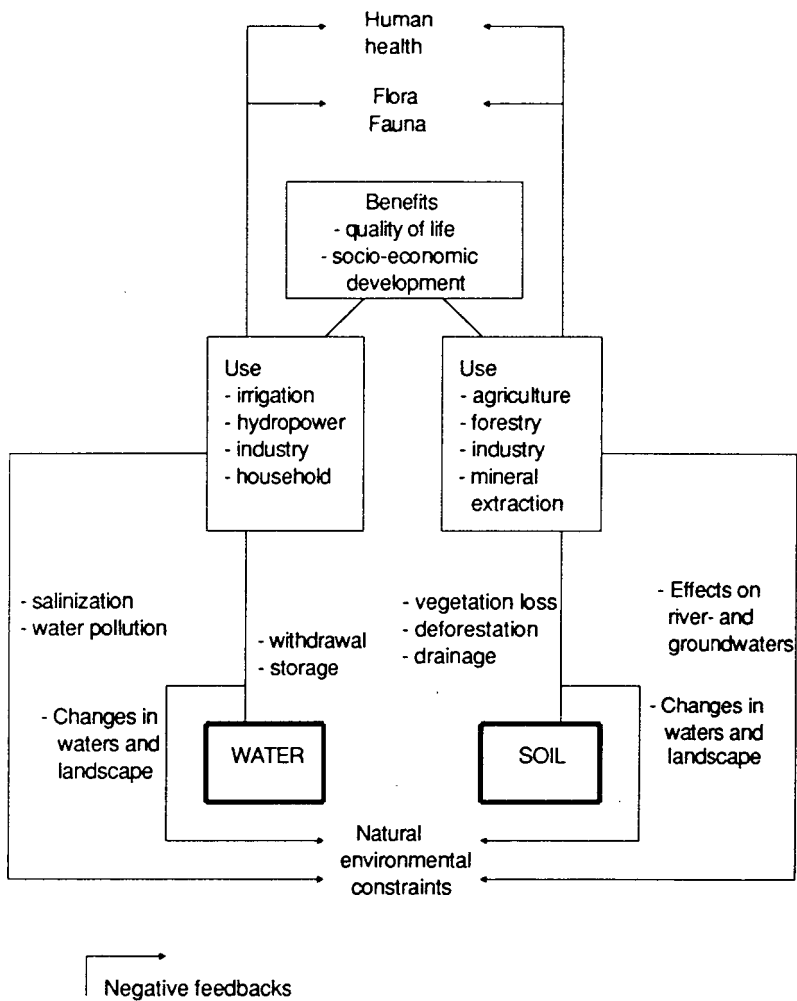 Human
health
Flora
Fauna
Benefits
- quality of life
- socio-economic
development
Use
- irrigation
- hydropower
- industry
- household
Use
- agriculture
- forestry
- industry
- mineral
extraction
- salinization
- water pollution
- withdrawal
- storage
- vegetation loss
- deforestation
- drainage
- Effects on
river- and
groundwaters
- Changes in
waters and
landscape
WATER
SOIL
- Changes in
waters and
landscape
Natural
environmental
constraints
Negative feedbacks